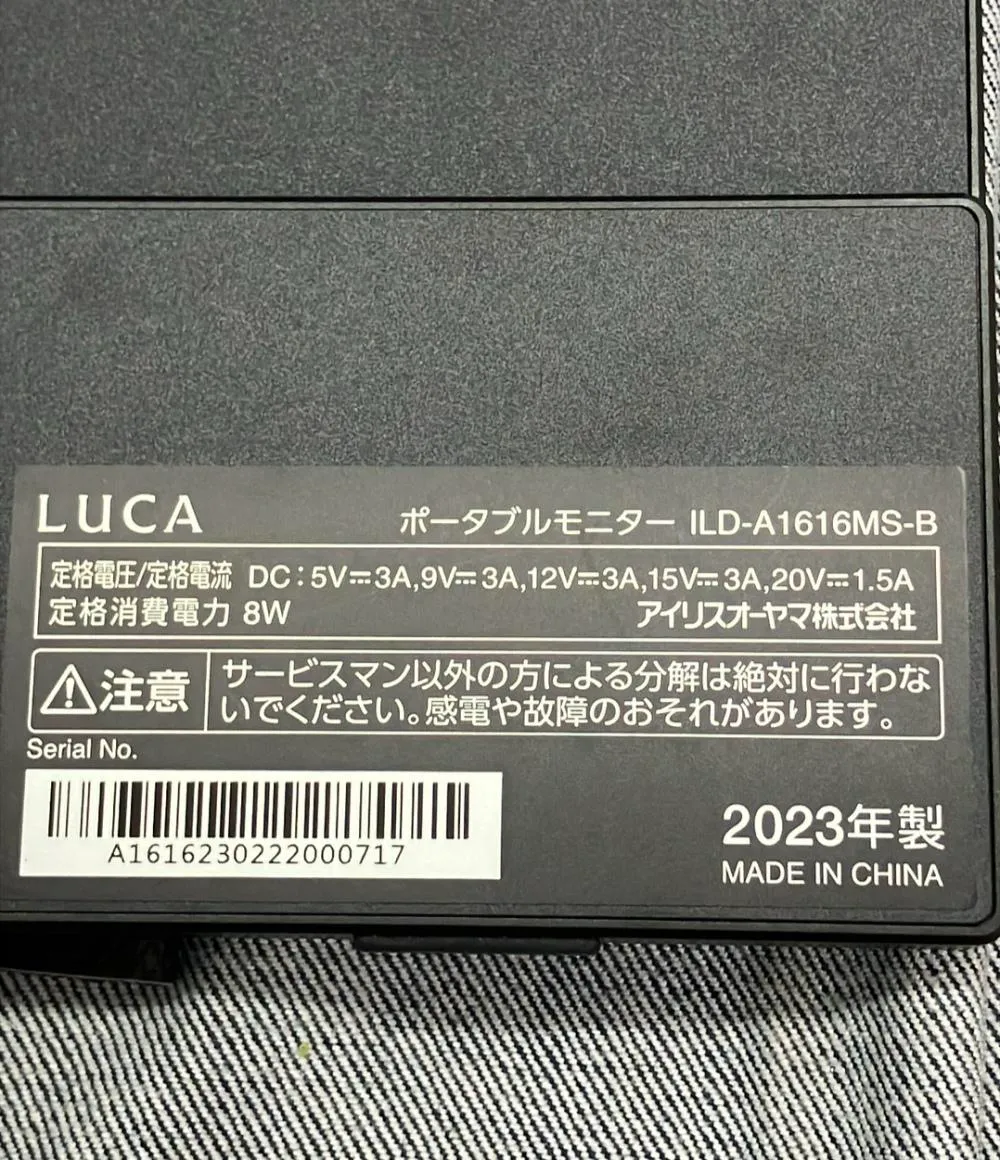 LUCA
ポータブルモニター ILD-A1616MS-B
定格電圧/定格電流 DC:5V⎓3A,9V⎓3A,12V⎓3A,15V⎓3A,20V⎓1.5A
定格消費電力 8W アイリスオーヤマ株式会社
注意
サービスマン以外の方による分解は絶対に行わな
いでください。感電や故障のおそれがあります。
Serial No.
A1616230222000717
2023年製
MADE IN CHINA